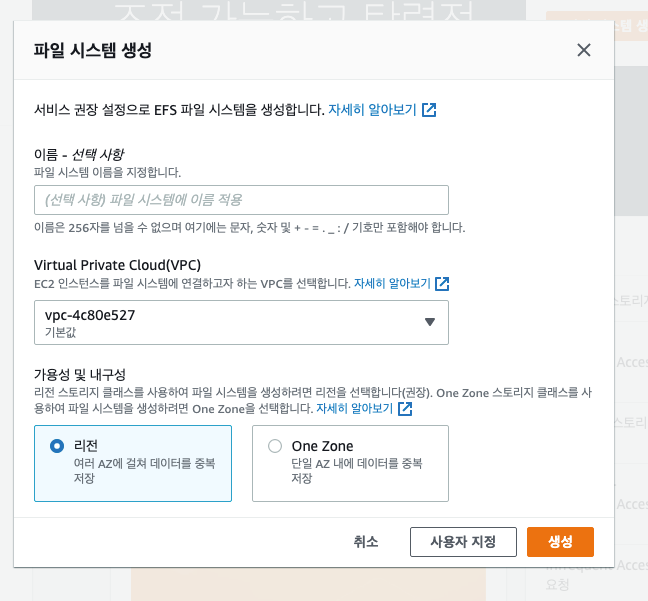 조정 가능하고 탄력적
파일 시스템 생성
서비스 권장 설정으로 EFS 파일 시스템을 생성합니다. 자세히 알아보기
이름 - 선택 사항
파일 시스템 이름을 지정합니다.
(선택 사항) 파일 시스템에 이름 적용
이름은 256자를 넘을 수 없으며 여기에는 문자, 숫자 및 + - = . _ : / 기호만 포함해야 합니다.
Virtual Private Cloud(VPC)
EC2 인스턴스를 파일 시스템에 연결하고자 하는 VPC를 선택합니다. 자세히 알아보기
vpc-4c80e527
기본값
가용성 및 내구성
리전 스토리지 클래스를 사용하여 파일 시스템을 생성하려면 리전을 선택합니다(권장). One Zone 스토리지 클래스를 사
용하여 파일 시스템을 생성하려면 One Zone을 선택합니다. 자세히 알아보기
리전
여러 AZ에 걸쳐 데이터를 중복
저장
One Zone
단일 AZ 내에 데이터를 중복
저장
취소
사용자 지정
생성
요청